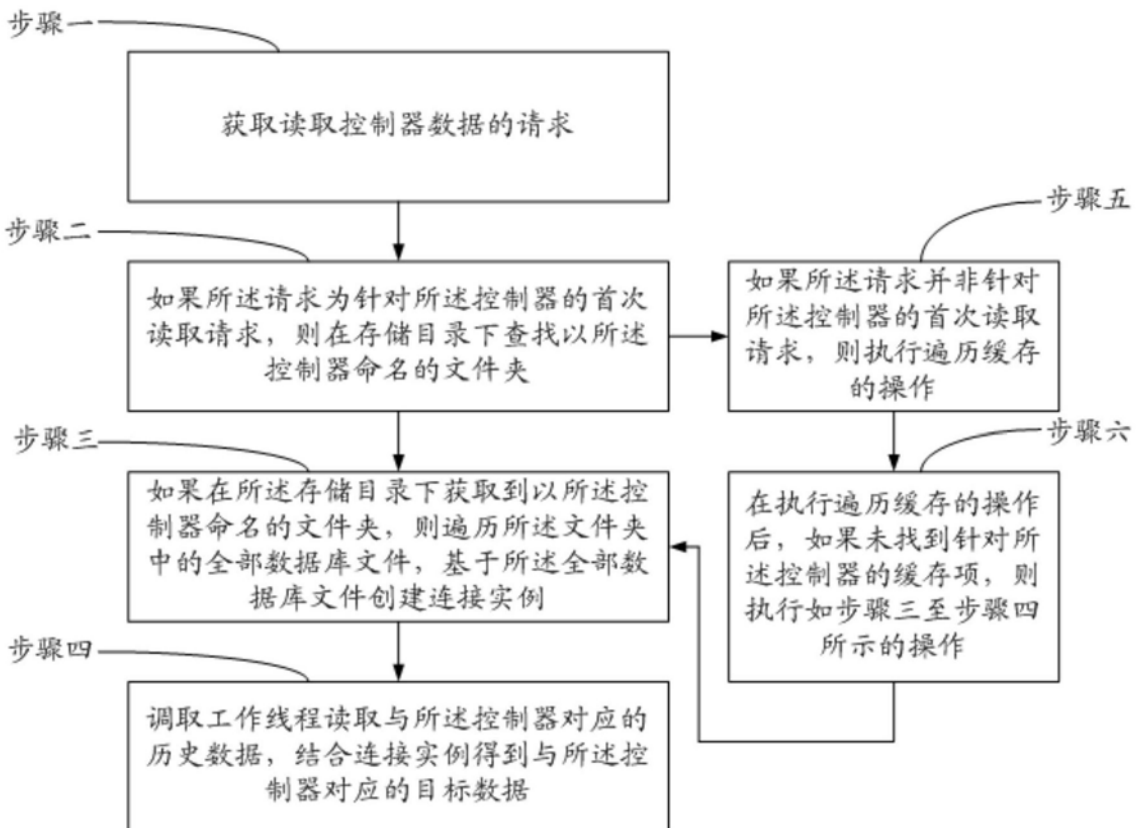 步骤一
获取读取控制器数据的请求
步骤二
如果所述请求为针对所述控制器的首次
读取请求，则在存储目录下查找以所述
控制器命名的文件夹
步骤五
如果所述请求并非针对
所述控制器的首次读取
请求，则执行遍历缓存
的操作
步骤三
如果在所述存储目录下获取到以所述控
制器命名的文件夹，则遍历所述文件夹
中的全部数据库文件，基于所述全部数
据库文件创建连接实例
步骤六
在执行遍历缓存的操作
后，如果未找到针对所
述控制器的缓存项，则
执行如步骤三至步骤四
所示的操作
步骤四
调取工作线程读取与所述控制器对应的
历史数据，结合连接实例得到与所述控
制器对应的目标数据